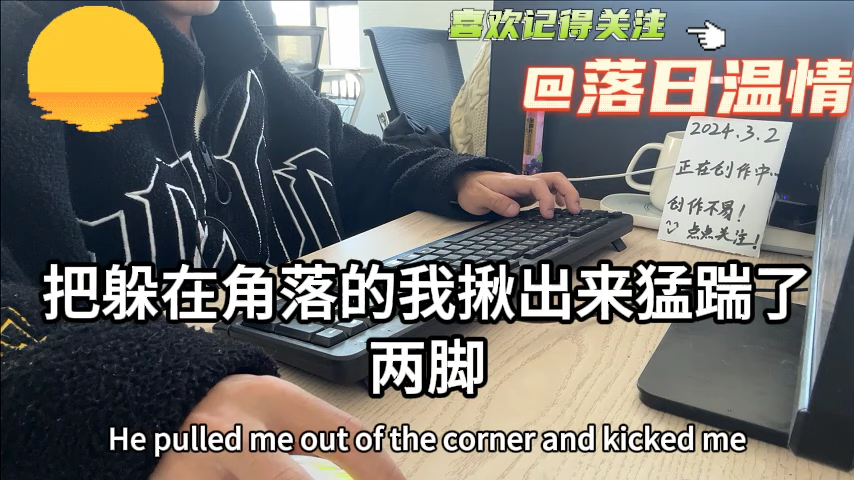 喜欢记得关注
@落日温情
2024.3.2
正在创作中...
创作不易!
点点关注!
把躲在角落的我揪出来猛踹了
两脚
He pulled me out of the corner and kicked me